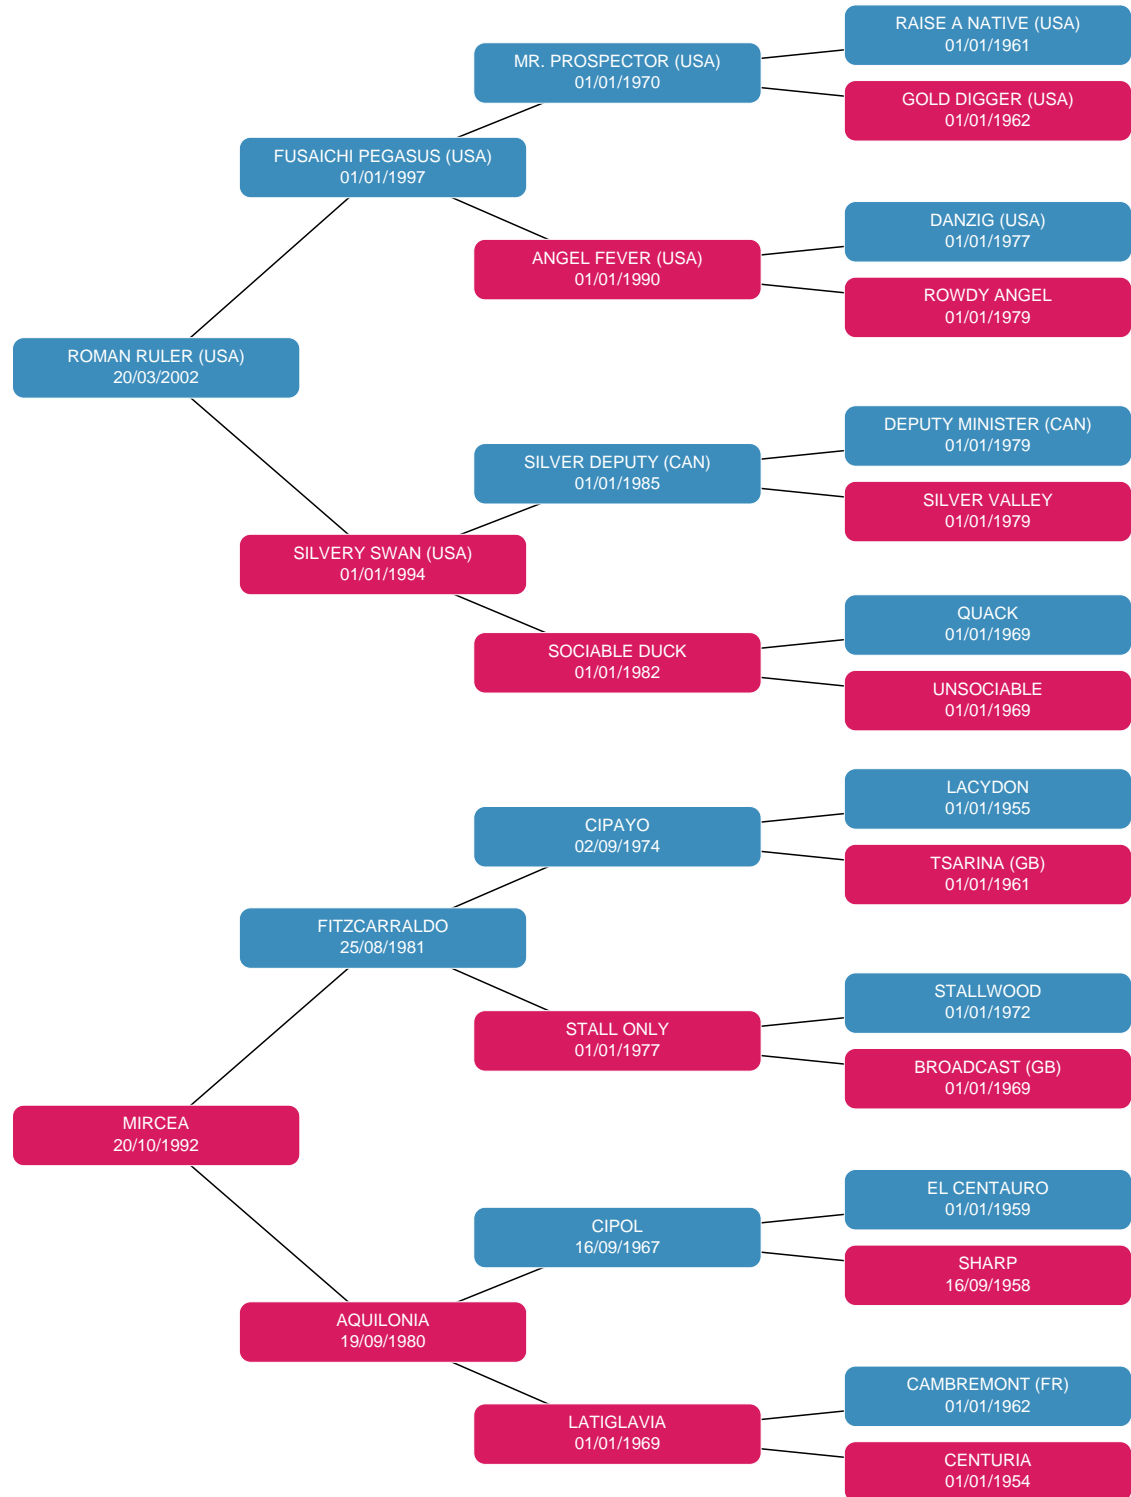 RAISE A NATIVE (USA)
01/01/1961
MR. PROSPECTOR (USA)
01/01/1970
GOLD DIGGER (USA)
01/01/1962
FUSAICHI PEGASUS (USA)
01/01/1997
DANZIG (USA)
01/01/1977
ANGEL FEVER (USA)
01/01/1990
ROWDY ANGEL
01/01/1979
ROMAN RULER (USA)
20/03/2002
DEPUTY MINISTER (CAN)
01/01/1979
SILVER DEPUTY (CAN)
01/01/1985
SILVER VALLEY
01/01/1979
SILVERY SWAN (USA)
01/01/1994
QUACK
01/01/1969
SOCIABLE DUCK
01/01/1982
UNSOCIABLE
01/01/1969
LACYDON
01/01/1955
CIPAYO
02/09/1974
TSARINA (GB)
01/01/1961
FITZCARRALDO
25/08/1981
STALLWOOD
01/01/1972
STALL ONLY
01/01/1977
BROADCAST (GB)
01/01/1969
MIRCEA
20/10/1992
EL CENTAURO
01/01/1959
CIPOL
16/09/1967
SHARP
16/09/1958
AQUILONIA
19/09/1980
CAMBREMONT (FR)
01/01/1962
LATIGLAVIA
01/01/1969
CENTURIA
01/01/1954